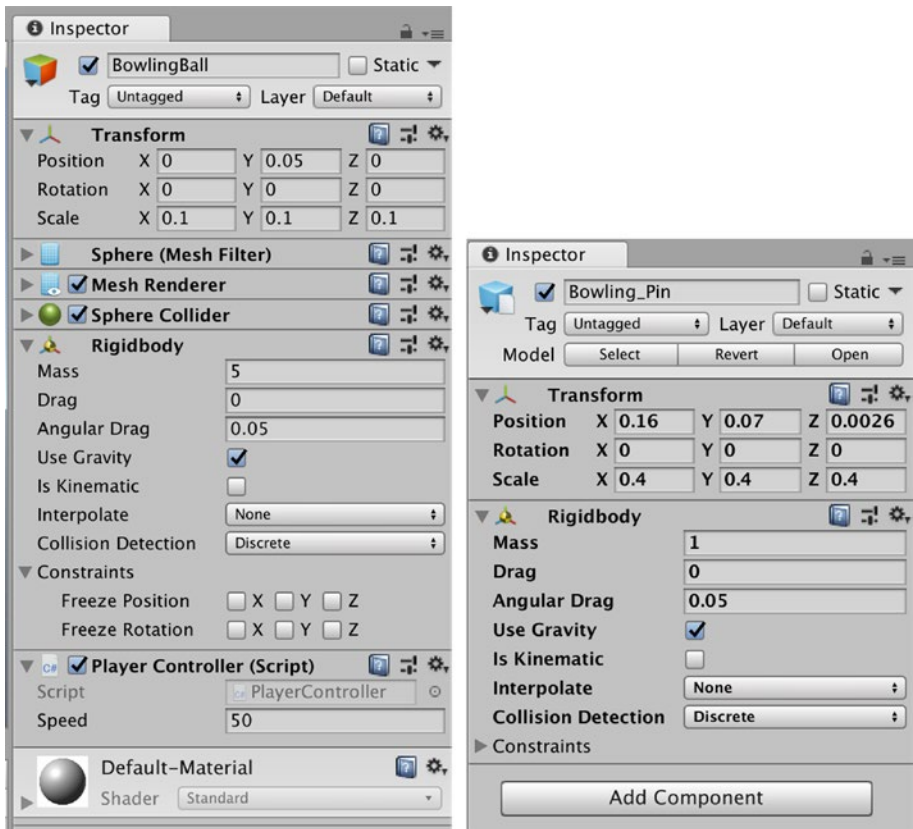 Inspector
BowlingBall Static
Tag Untagged Layer Default
Transform
Position X 0 Y 0.05 Z 0
Rotation X 0 Y 0 Z 0
Scale X 0.1 Y 0.1 Z 0.1
Sphere (Mesh Filter)
Mesh Renderer
Sphere Collider
Rigidbody
Mass 5
Drag 0
Angular Drag 0.05
Use Gravity
Is Kinematic
Interpolate None
Collision Detection Discrete
Constraints
Freeze Position X Y Z
Freeze Rotation X Y Z
C# Player Controller (Script)
Script PlayerController
Speed 50
Default-Material
Shader Standard
Inspector
Bowling_Pin Static
Tag Untagged Layer Default
Model Select Revert Open
Transform
Position X 0.16 Y 0.07 Z 0.0026
Rotation X 0 Y 0 Z 0
Scale X 0.4 Y 0.4 Z 0.4
Rigidbody
Mass 1
Drag 0
Angular Drag 0.05
Use Gravity
Is Kinematic
Interpolate None
Collision Detection Discrete
Constraints
Add Component